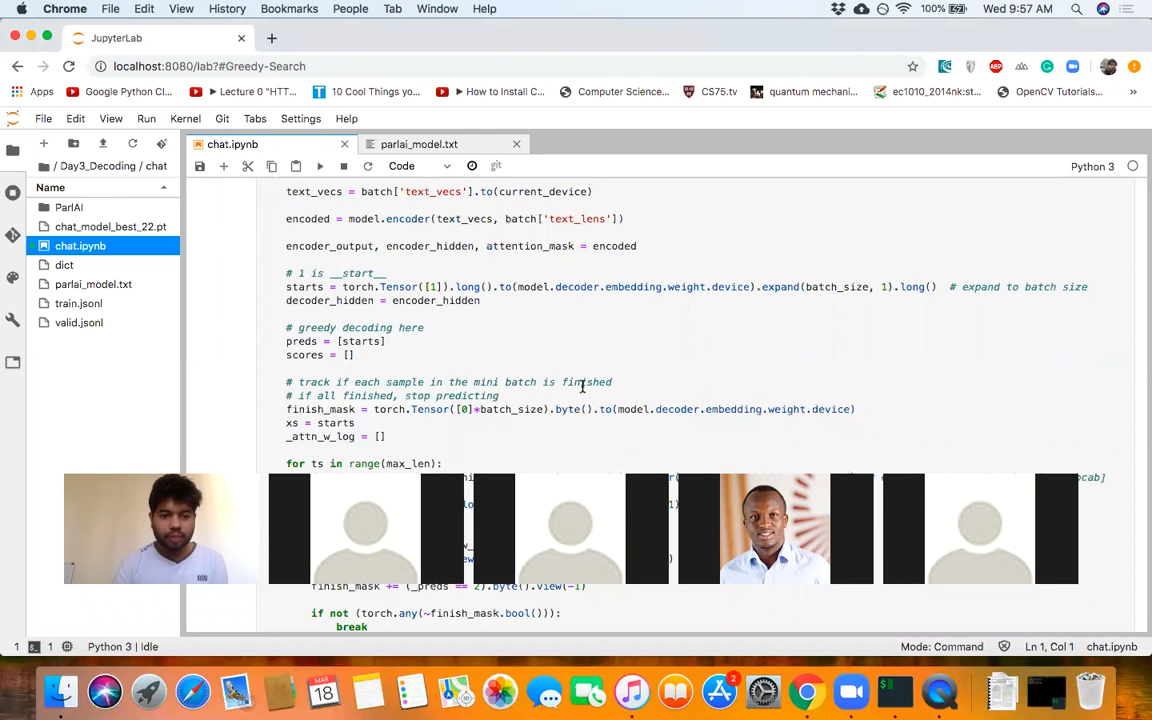 Chrome File Edit View History Bookmarks People Tab Window Help 100% Wed 9:57 AM
JupyterLab
localhost:8080/lab?#Greedy-Search
Apps Google Python Cl... Lecture 0 "HTT... 10 Cool Things yo... How to Install C... Computer Science... CS75.tv quantum mechani... ec1010_2014nk:st... OpenCV Tutorials...
File Edit View Run Kernel Git Tabs Settings Help
chat.ipynb parlai_model.txt
/ Day3_Decoding / chat
Code git Python 3
Name
ParlAI
chat_model_best_22.pt
chat.ipynb
dict
parlai_model.txt
train.jsonl
valid.jsonl
text_vecs = batch['text_vecs'].to(current_device)
encoded = model.encoder(text_vecs, batch['text_lens'])
encoder_output, encoder_hidden, attention_mask = encoded
# 1 is __start__
starts = torch.Tensor([1]).long().to(model.decoder.embedding.weight.device).expand(batch_size, 1).long() # expand to batch size
decoder_hidden = encoder_hidden
# greedy decoding here
preds = [starts]
scores = []
# track if each sample in the mini batch is finished
# if all finished, stop predicting
finish_mask = torch.Tensor([0]*batch_size).byte().to(model.decoder.embedding.weight.device)
xs = starts
_attn_w_log = []
for ts in range(max_len):
cab]
finish_mask += (_preds == 2).byte().view(-1)
if not (torch.any(~finish_mask.bool())):
break
1 1 Python 3 | Idle Mode: Command Ln 1, Col 1 chat.ipynb
MAR
18
2